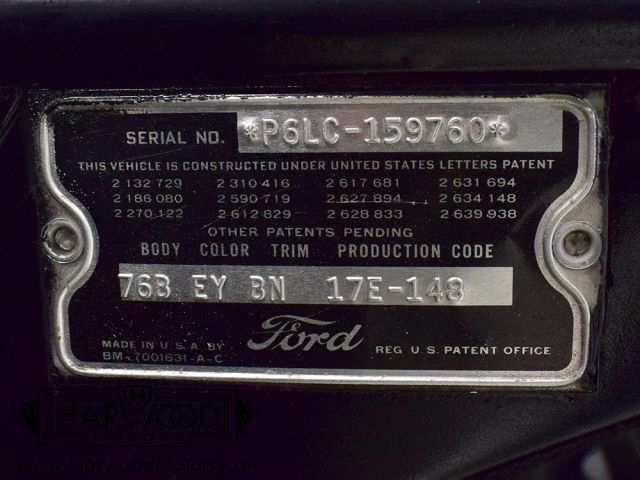 SERIAL NO. *P6LC-159760*
THIS VEHICLE IS CONSTRUCTED UNDER UNITED STATES LETTERS PATENT
2 132 729 2 310 416 2 617 681 2 631 694
2 186 080 2 590 719 2 627 894 2 634 148
2 270 122 2 612 829 2 628 833 2 639 938
OTHER PATENTS PENDING
BODY COLOR TRIM PRODUCTION CODE
76B EY BN 17E-148
MADE IN U.S.A. BY
BM-7001631-A-C
Ford
REG U.S. PATENT OFFICE
H
HARWOOD
MOTORS
www.HarwoodMotors.com